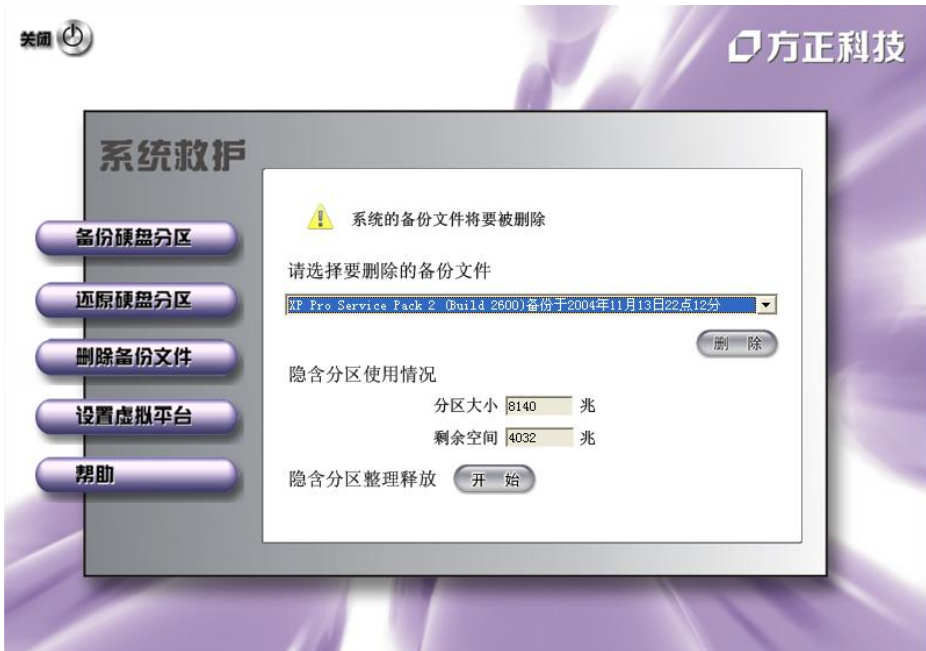 关闭
方正科技
系统救护
备份硬盘分区
还原硬盘分区
删除备份文件
设置虚拟平台
帮助
系统的备份文件将要被删除
请选择要删除的备份文件
XP Pro Service Pack 2 (Build 2600)备份于2004年11月13日22点12分
删 除
隐含分区使用情况
分区大小 8140 兆
剩余空间 4032 兆
隐含分区整理释放 开 始